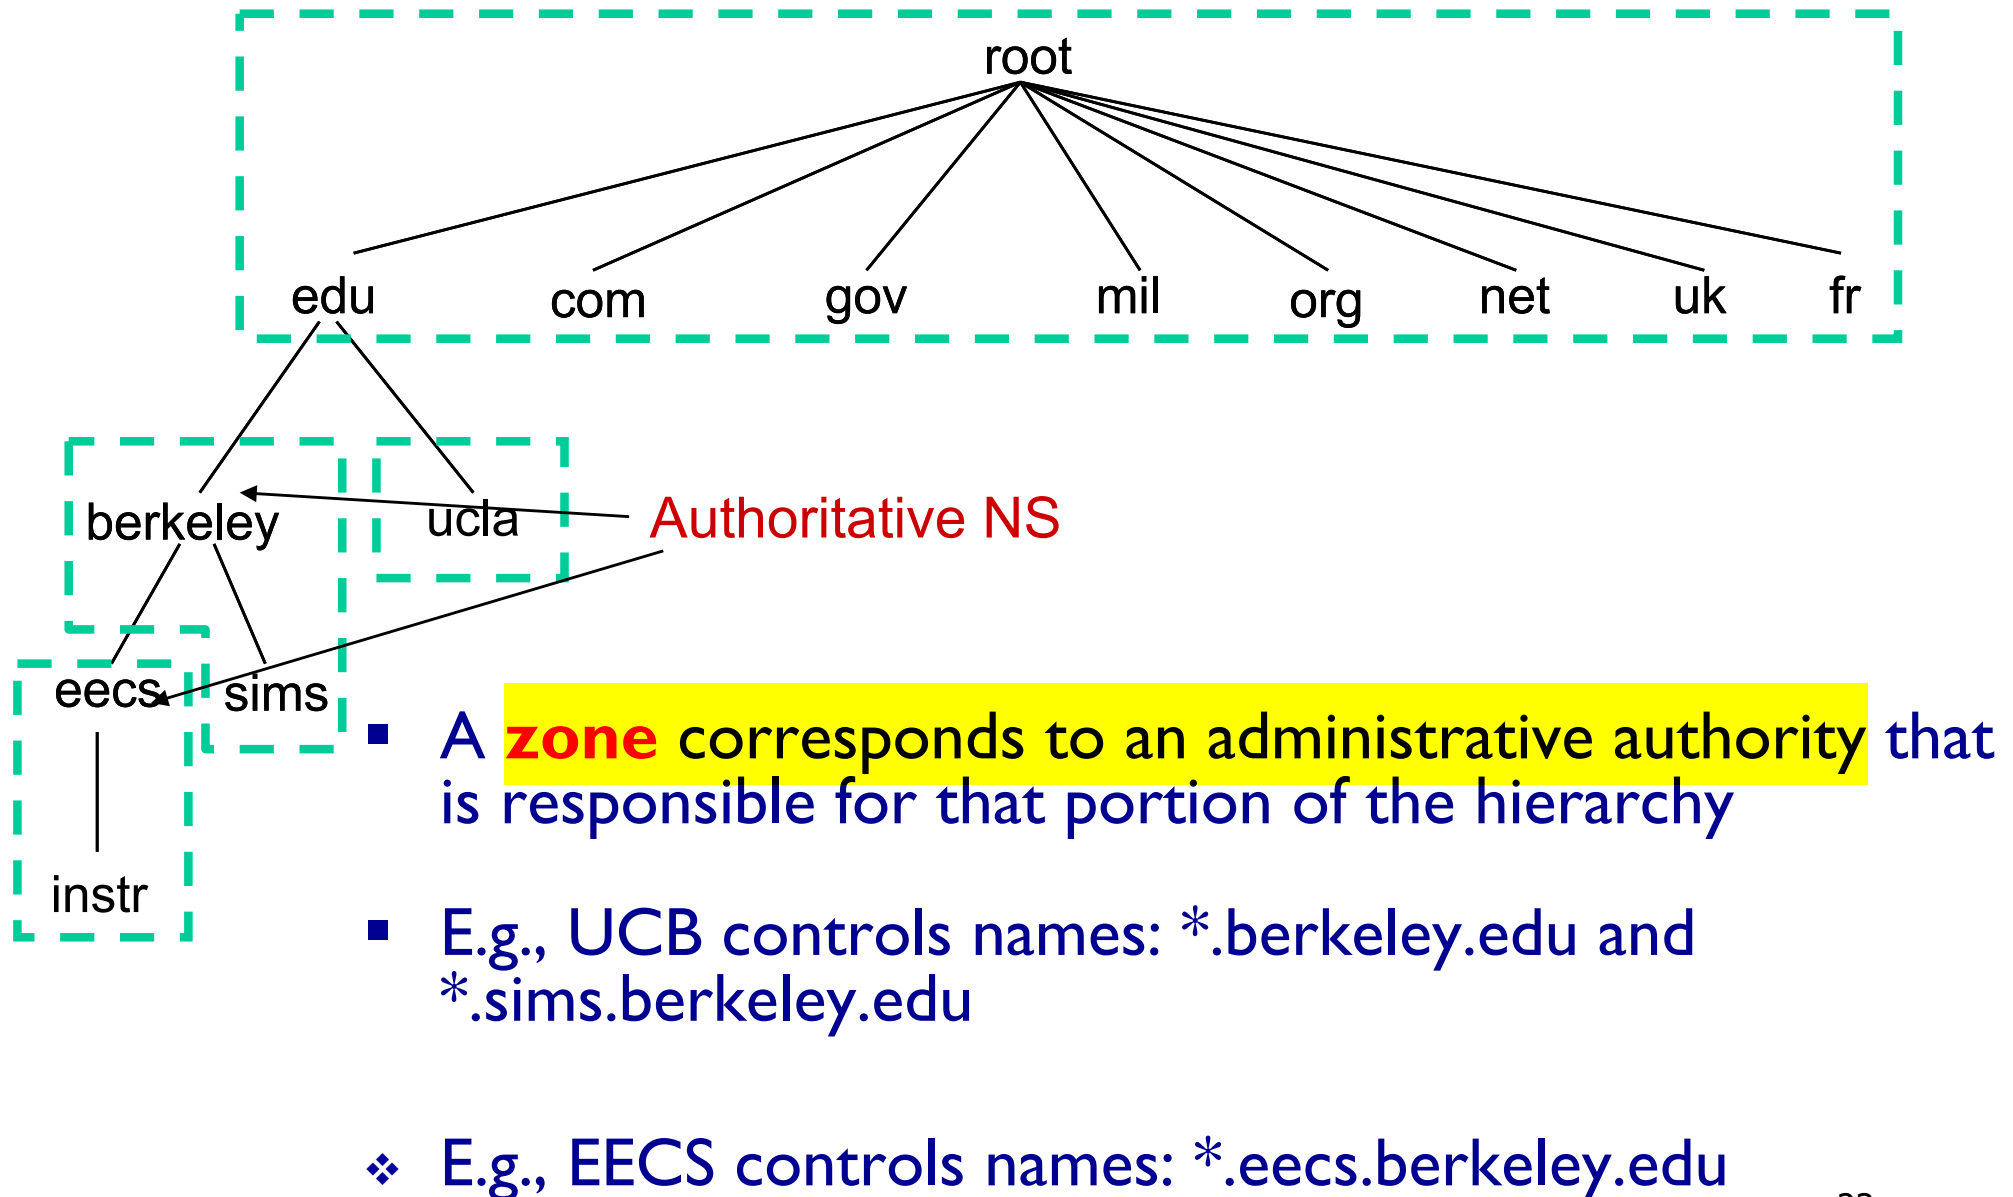 root
edu com gov mil org net uk fr
berkeley ucla Authoritative NS
eecs sims
instr
A zone corresponds to an administrative authority that
is responsible for that portion of the hierarchy
E.g., UCB controls names: *.berkeley.edu and
*.sims.berkeley.edu
E.g., EECS controls names: *.eecs.berkeley.edu